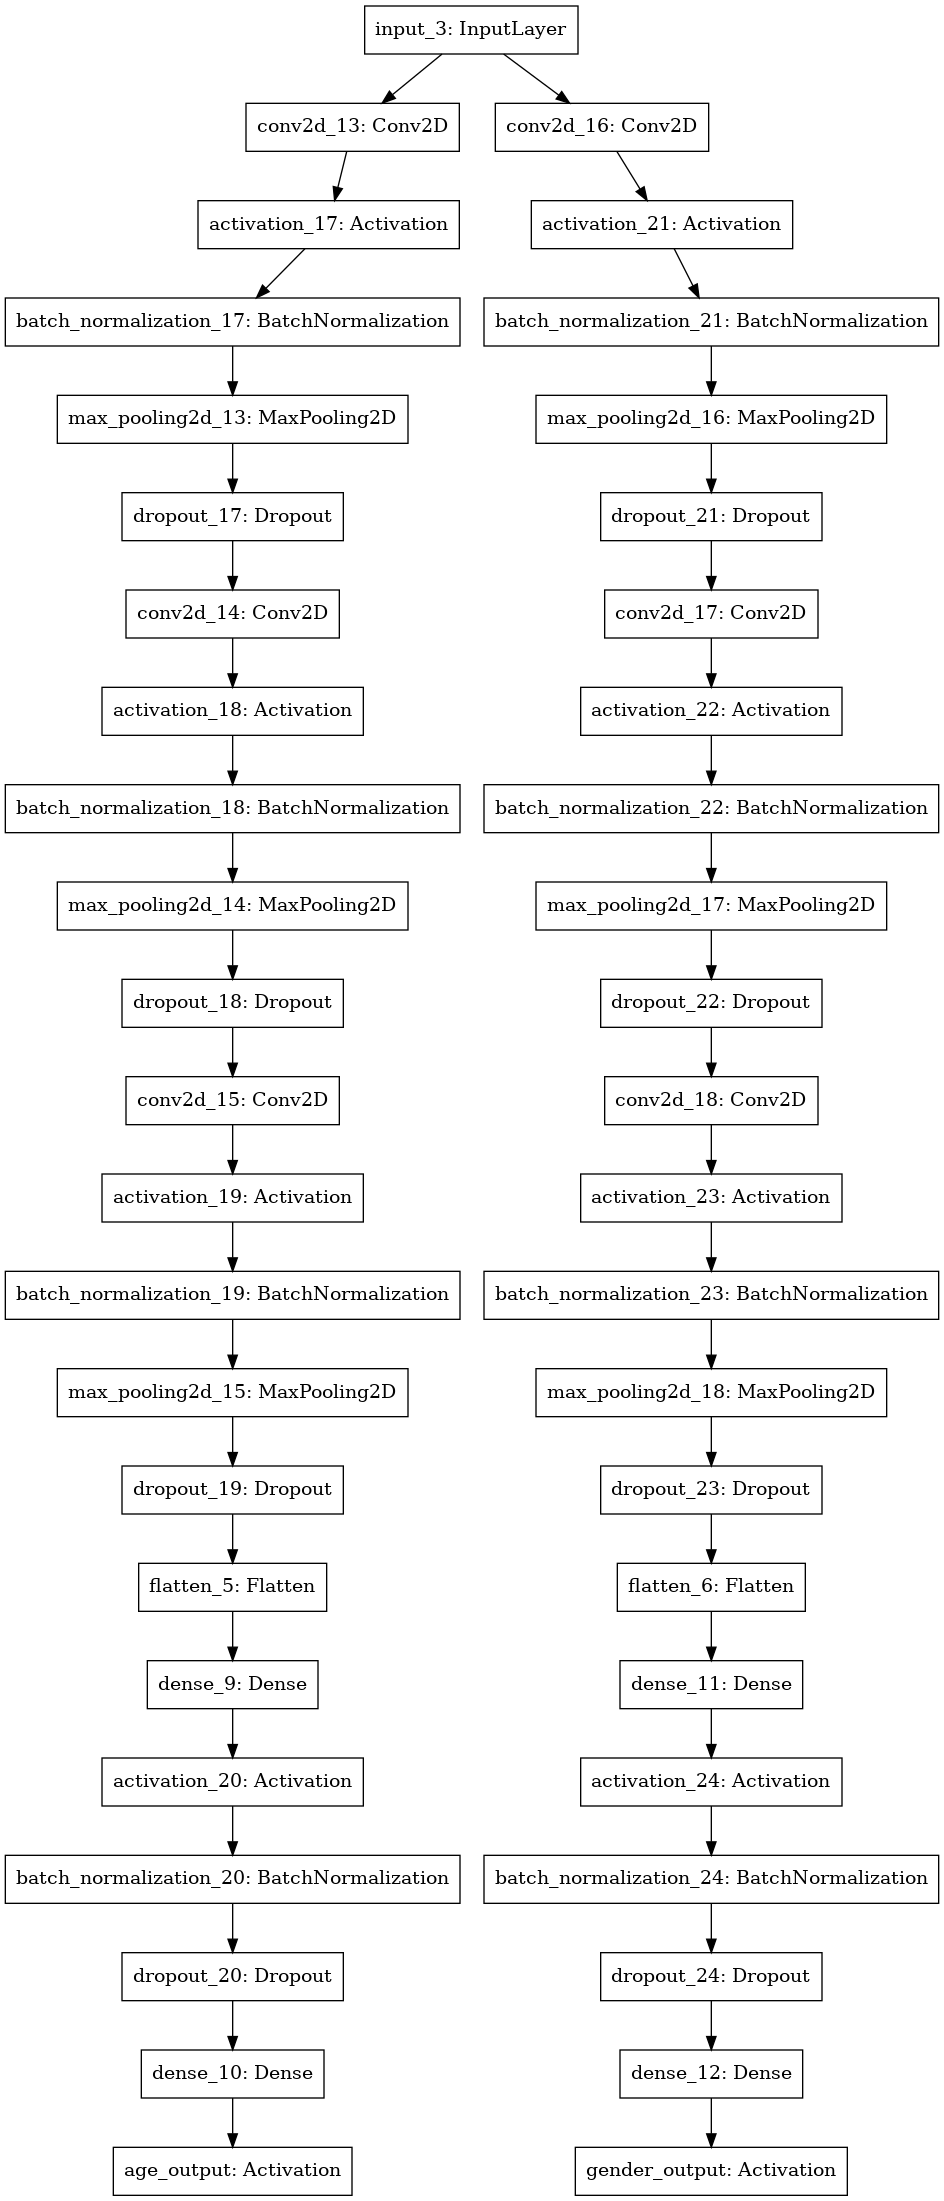 input_3: InputLayer
conv2d_13: Conv2D
conv2d_16: Conv2D
activation_17: Activation
activation_21: Activation
batch_normalization_17: BatchNormalization
batch_normalization_21: BatchNormalization
max_pooling2d_13: MaxPooling2D
max_pooling2d_16: MaxPooling2D
dropout_17: Dropout
dropout_21: Dropout
conv2d_14: Conv2D
conv2d_17: Conv2D
activation_18: Activation
activation_22: Activation
batch_normalization_18: BatchNormalization
batch_normalization_22: BatchNormalization
max_pooling2d_14: MaxPooling2D
max_pooling2d_17: MaxPooling2D
dropout_18: Dropout
dropout_22: Dropout
conv2d_15: Conv2D
conv2d_18: Conv2D
activation_19: Activation
activation_23: Activation
batch_normalization_19: BatchNormalization
batch_normalization_23: BatchNormalization
max_pooling2d_15: MaxPooling2D
max_pooling2d_18: MaxPooling2D
dropout_19: Dropout
dropout_23: Dropout
flatten_5: Flatten
flatten_6: Flatten
dense_9: Dense
dense_11: Dense
activation_20: Activation
activation_24: Activation
batch_normalization_20: BatchNormalization
batch_normalization_24: BatchNormalization
dropout_20: Dropout
dropout_24: Dropout
dense_10: Dense
dense_12: Dense
age_output: Activation
gender_output: Activation